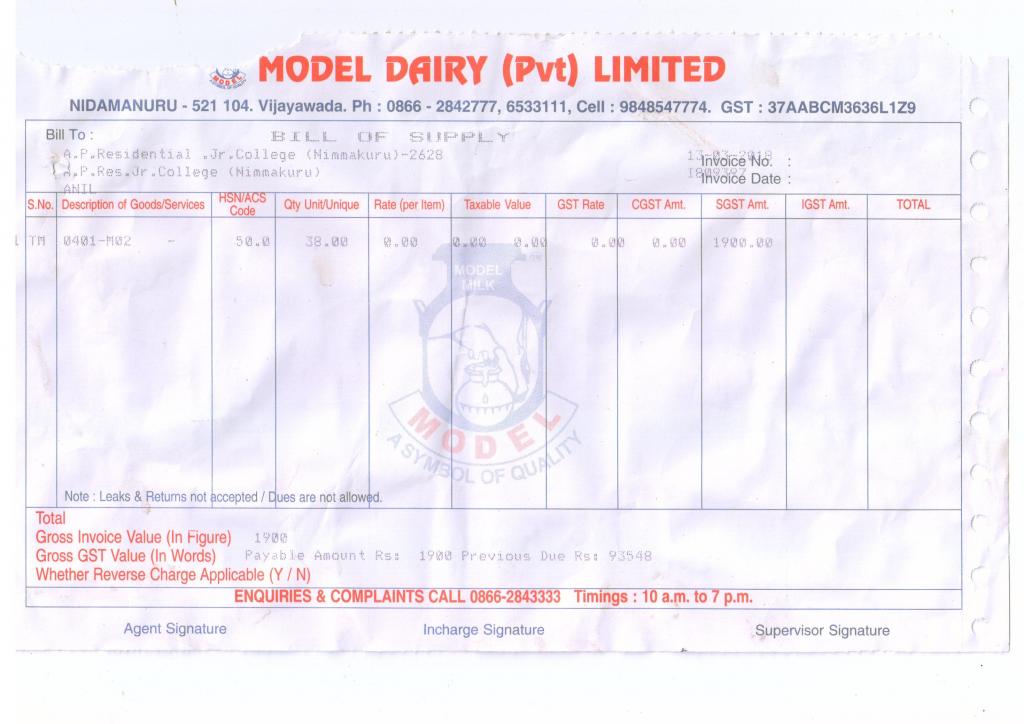 MODEL
MODEL DAIRY (Pvt) LIMITED
NIDAMANURU - 521 104. Vijayawada. Ph : 0866 - 2842777, 6533111, Cell : 9848547774. GST : 37AABCM3636L1Z9
Bill To :
BILL OF SUPPLY
A.P.Residential .Jr.College (Nimmakuru)-2628
13-03-2018
Invoice No. :
A.P.Res.Jr.College (Nimmakuru)
Invoice Date :
ANIL
S.No. Description of Goods/Services HSN/ACS Code Qty Unit/Unique Rate (per Item) Taxable Value GST Rate CGST Amt. SGST Amt. IGST Amt. TOTAL
1 TM 0401-M02 - 50.0 38.00 0.00 0.00 0.00 0.00 0.00 1900.00
MODEL
MILK
MODEL
A SYMBOL OF QUALITY
Note : Leaks & Returns not accepted / Dues are not allowed.
Total
Gross Invoice Value (In Figure) 1900
Gross GST Value (In Words) Payable Amount Rs: 1900 Previous Due Rs: 93548
Whether Reverse Charge Applicable (Y / N)
ENQUIRIES & COMPLAINTS CALL 0866-2843333 Timings : 10 a.m. to 7 p.m.
Agent Signature Incharge Signature Supervisor Signature